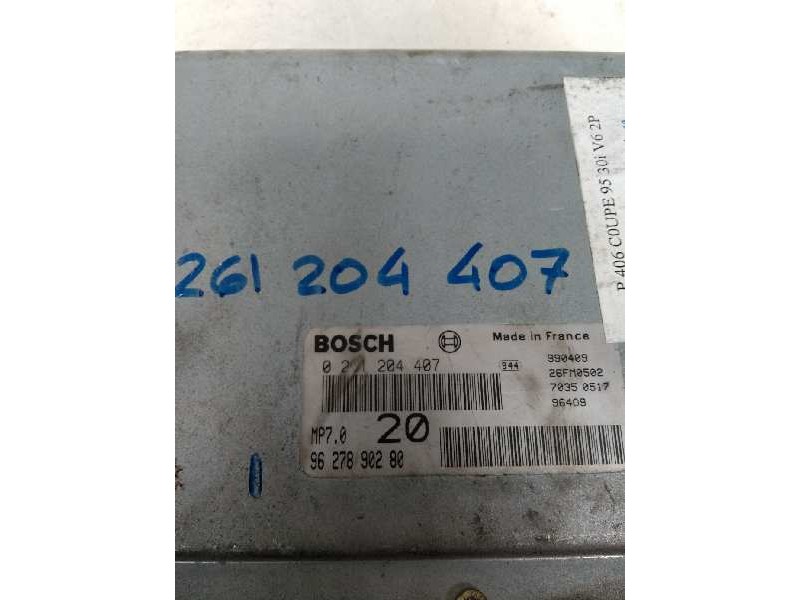 P 406 COUPE 95 30i V6 2P
261 204 407
BOSCH
Made in France
0 261 204 407
944
990409
26FM0502
7035 0517
96409
MP7.0
20
96 278 902 80